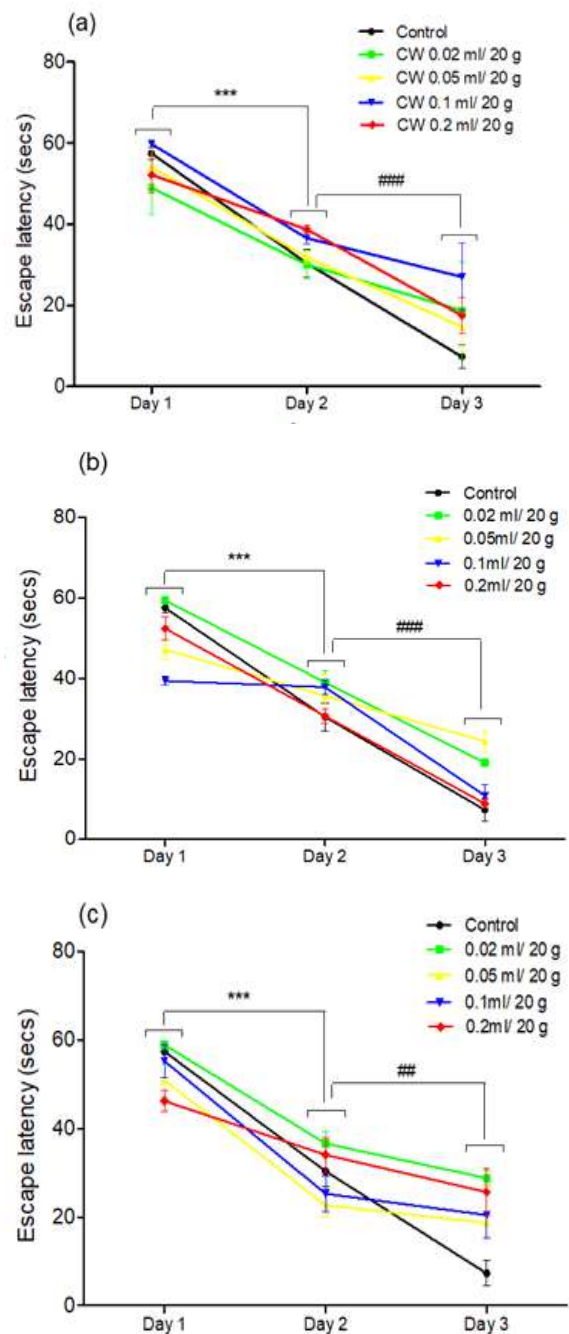 (a)
Control
CW 0.02 ml/ 20 g
CW 0.05 ml/ 20 g
CW 0.1 ml/ 20 g
CW 0.2 ml/ 20 g
***
###
Escape latency (secs)
80
60
40
20
0
Day 1 Day 2 Day 3
(b)
Control
0.02 ml/ 20 g
0.05ml/ 20 g
0.1ml/ 20 g
0.2ml/ 20 g
***
###
Escape latency (secs)
80
60
40
20
0
Day 1 Day 2 Day 3
(c)
Control
0.02 ml/ 20 g
0.05 ml/ 20 g
0.1ml/ 20 g
0.2ml/ 20 g
***
##
Escape latency (secs)
80
60
40
20
0
Day 1 Day 2 Day 3